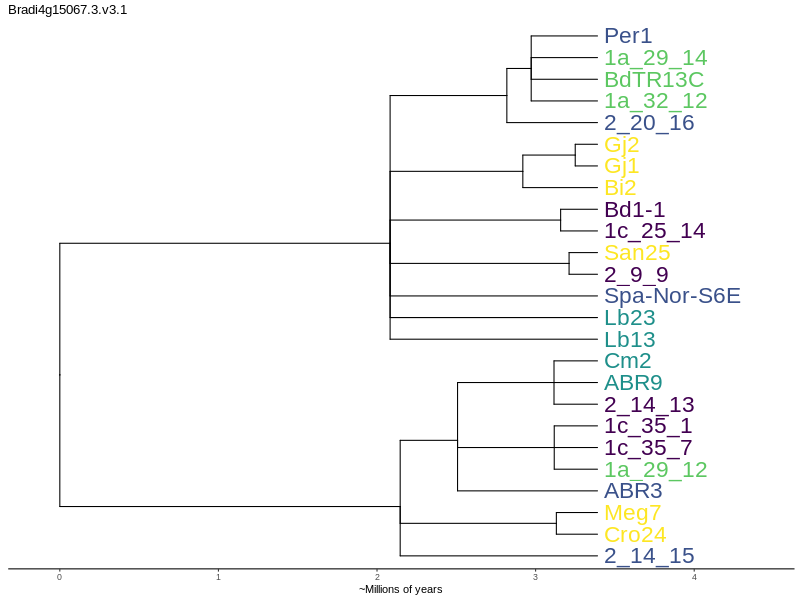 Bradi4g15067.3.v3.1
Per1
1a_29_14
BdTR13C
1a_32_12
2_20_16
Gj2
Gj1
Bi2
Bd1-1
1c_25_14
San25
2_9_9
Spa-Nor-S6E
Lb23
Lb13
Cm2
ABR9
2_14_13
1c_35_1
1c_35_7
1a_29_12
ABR3
Meg7
Cro24
2_14_15
0 1 2 3 4
~Millions of years